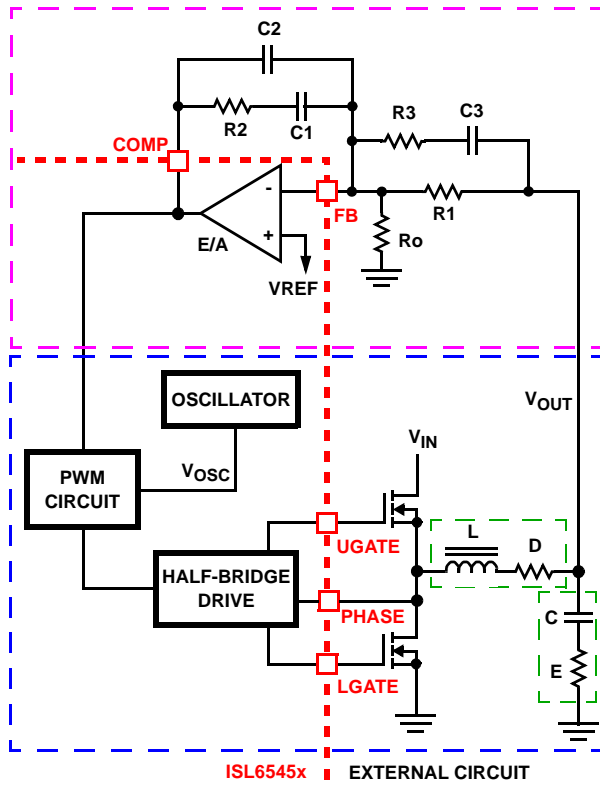 C2
R2
C1
R3
C3
COMP
-
+
E/A
FB
R1
Ro
VREF
OSCILLATOR
VOUT
PWM
CIRCUIT
VOSC
VIN
UGATE
L
D
HALF-BRIDGE
DRIVE
PHASE
C
E
LGATE
ISL6545x
EXTERNAL CIRCUIT